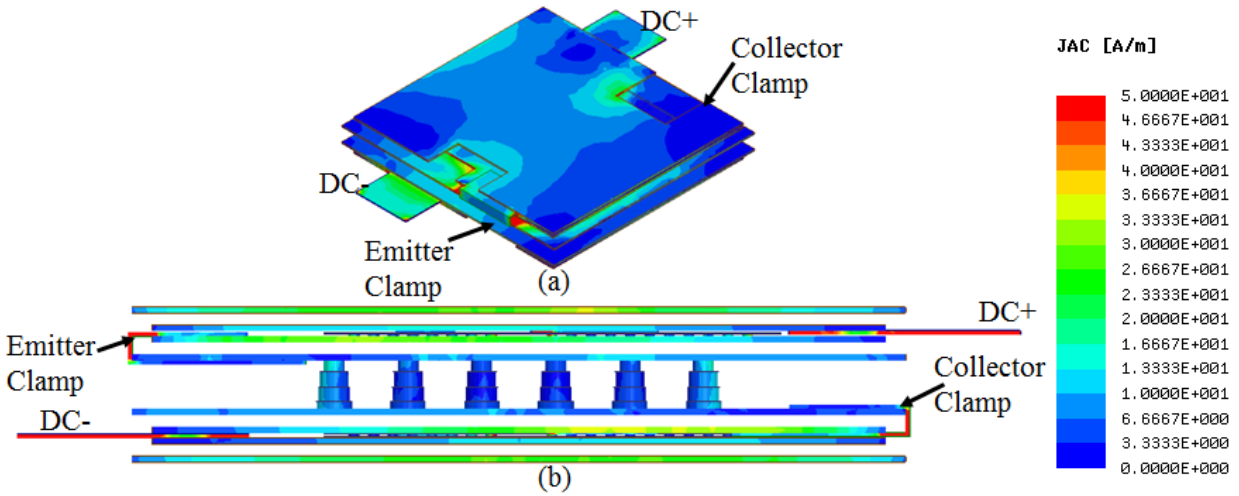 DC+
Collector
Clamp
DC-
Emitter
Clamp
(a)
DC+
Emitter
Clamp
Collector
Clamp
DC-
(b)
JAC [A/m]
5.0000E+001
4.6667E+001
4.3333E+001
4.0000E+001
3.6667E+001
3.3333E+001
3.0000E+001
2.6667E+001
2.3333E+001
2.0000E+001
1.6667E+001
1.3333E+001
1.0000E+001
6.6667E+000
3.3333E+000
0.0000E+000